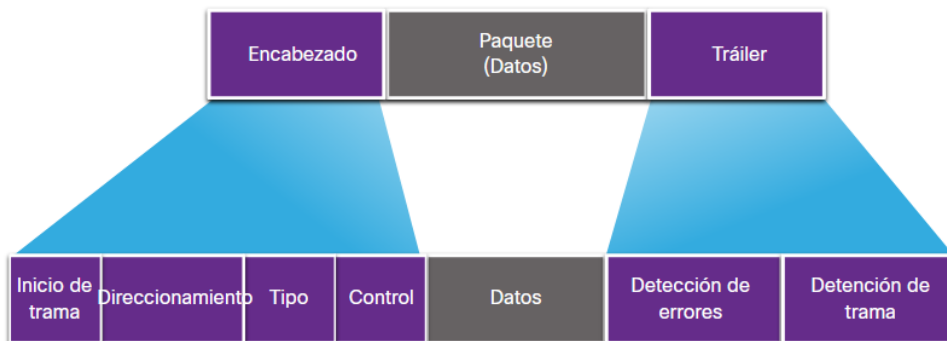 Encabezado
Paquete
(Datos)
Tráiler
Inicio de
trama
Direccionamiento
Tipo
Control
Datos
Detección de
errores
Detención de
trama